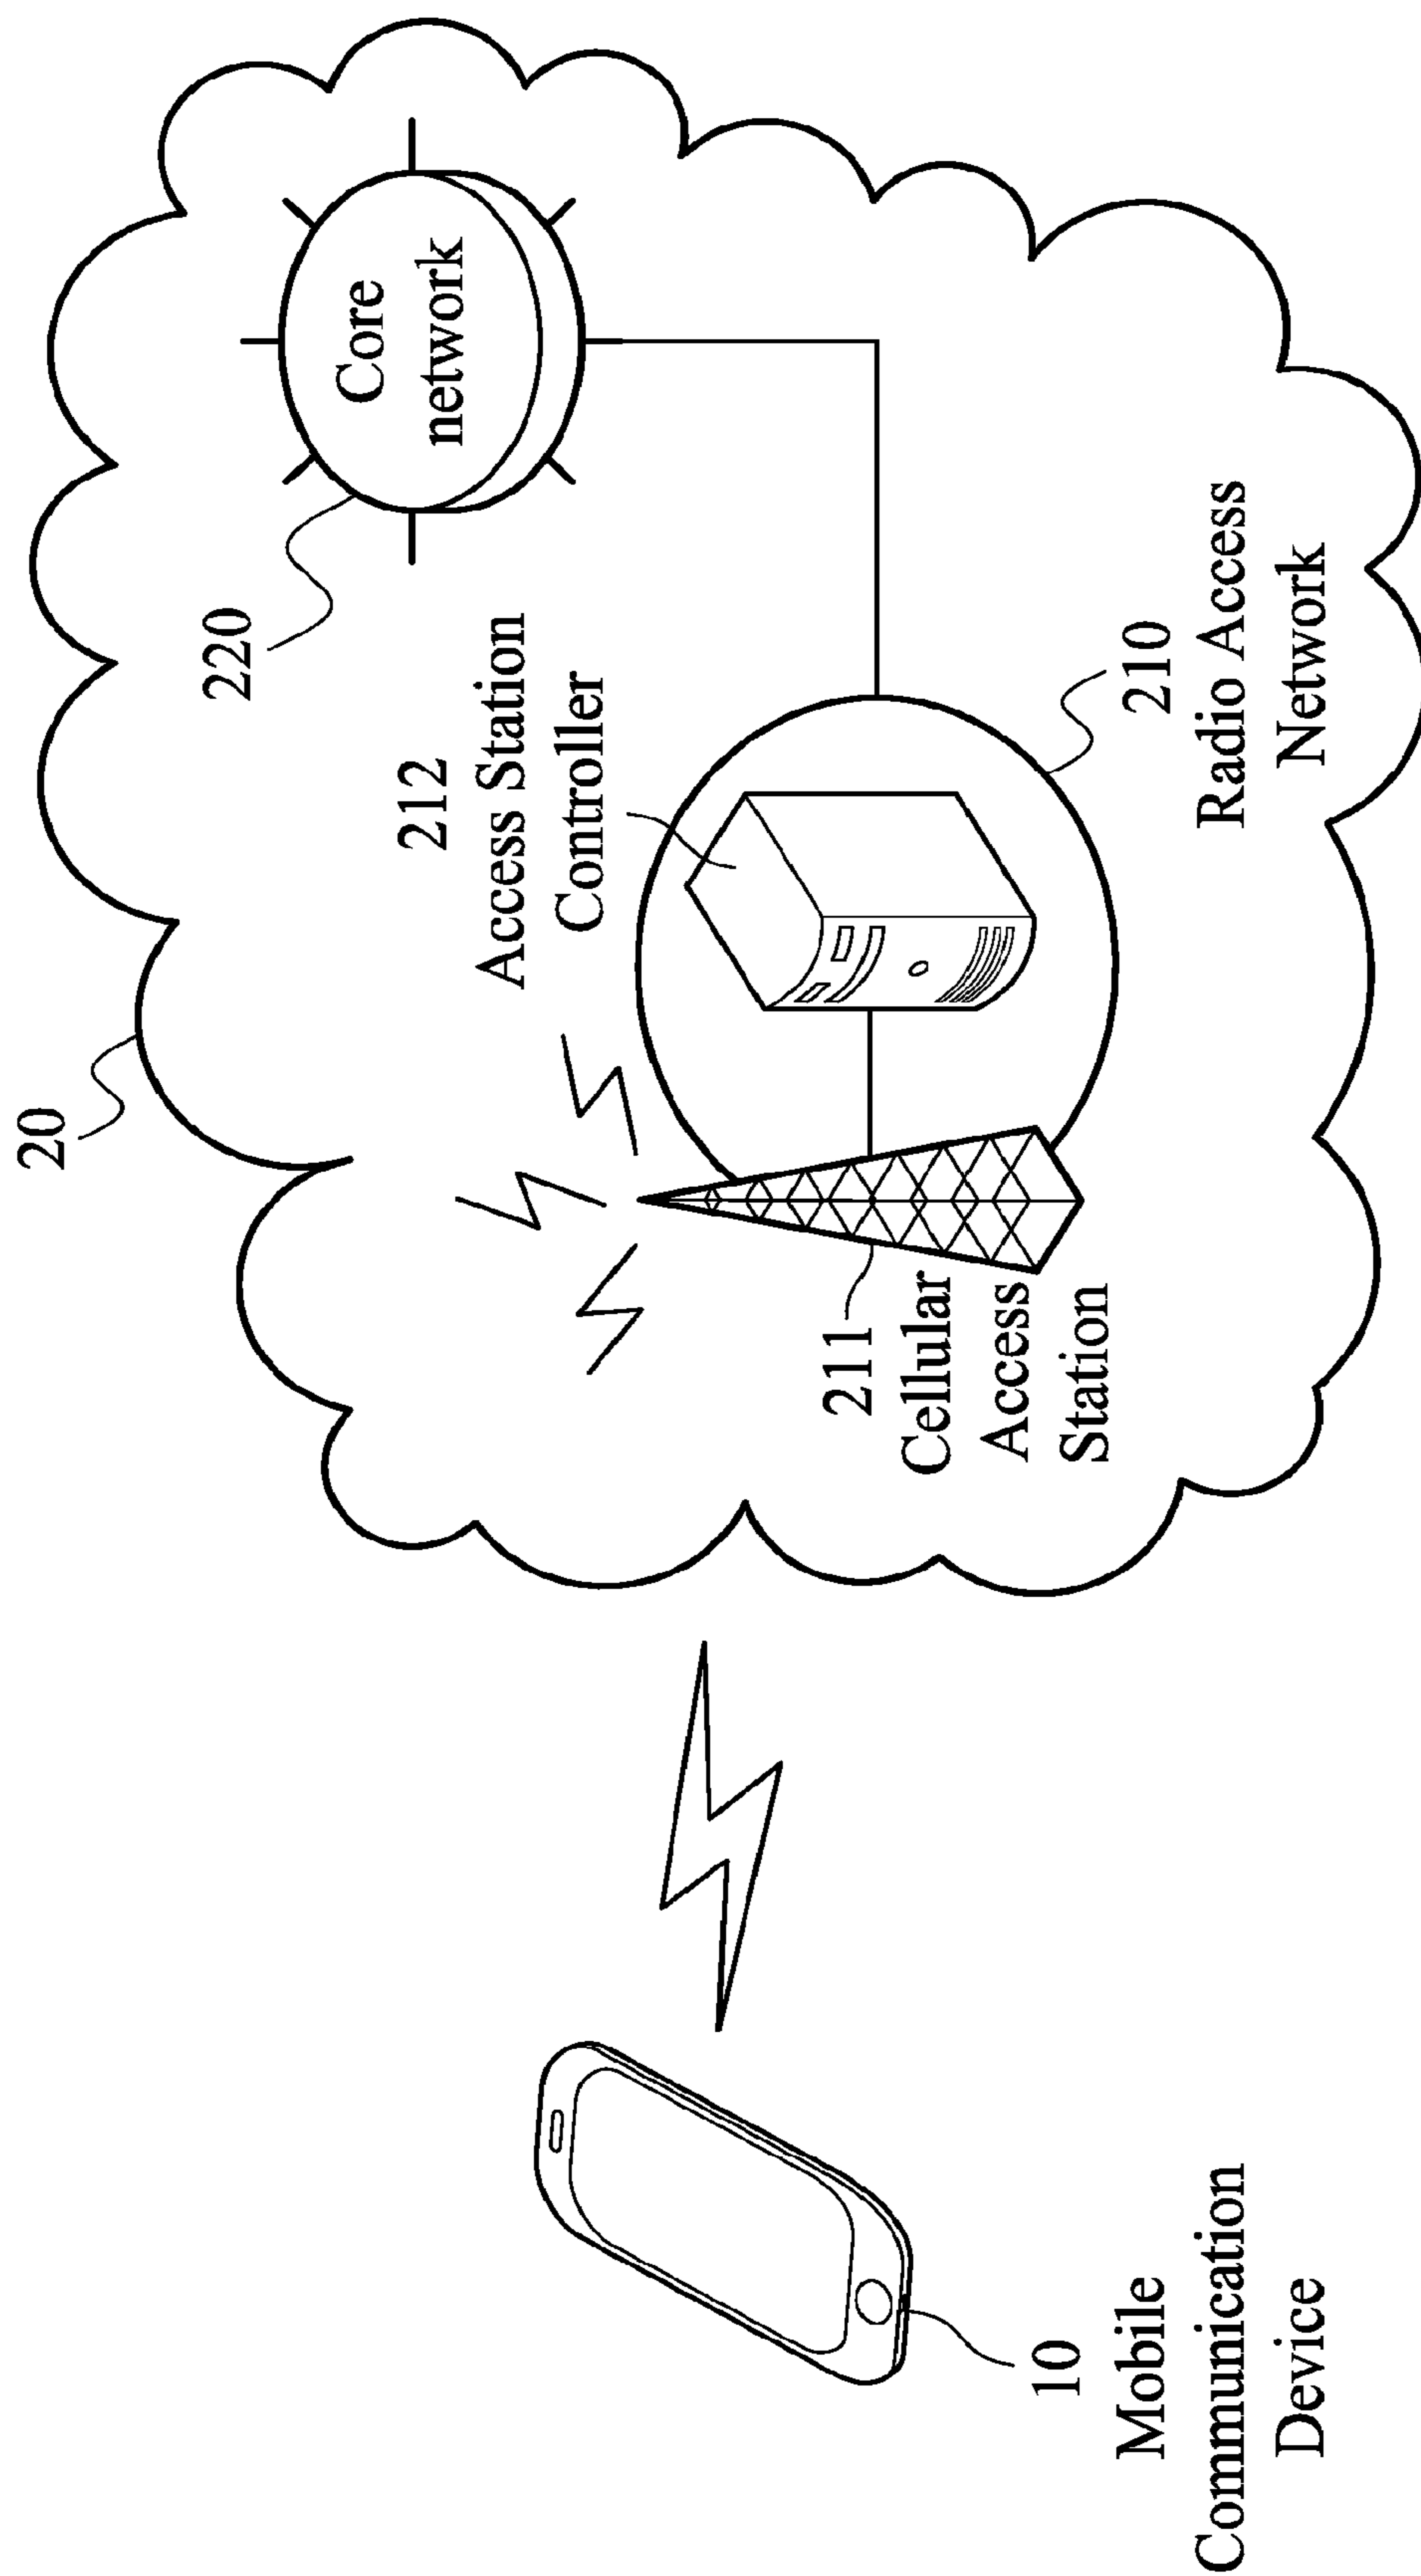 20
220
Core
network
212
Access Station
Controller
211
Cellular
Access
Station
210
Radio Access
Network
10
Mobile
Communication
Device